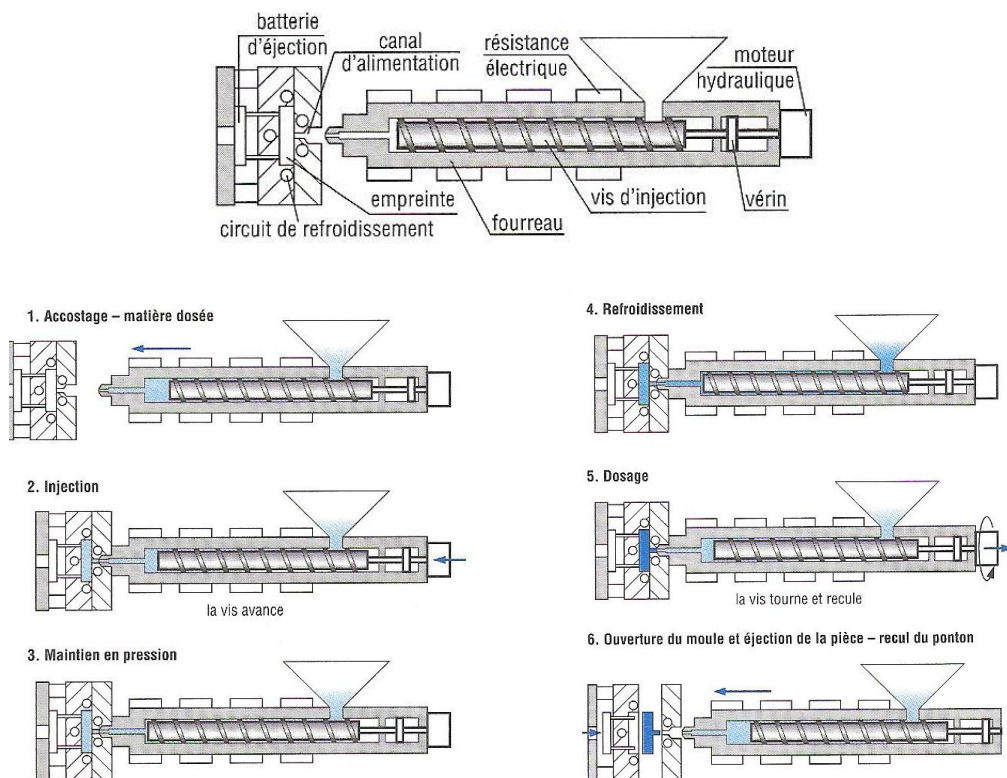 batterie
d'éjection
canal
d'alimentation
résistance
électrique
moteur
hydraulique
empreinte
circuit de refroidissement
fourreau
vis d'injection
vérin
1. Accostage – matière dosée
2. Injection
la vis avance
3. Maintien en pression
4. Refroidissement
5. Dosage
la vis tourne et recule
6. Ouverture du moule et éjection de la pièce – recul du ponton